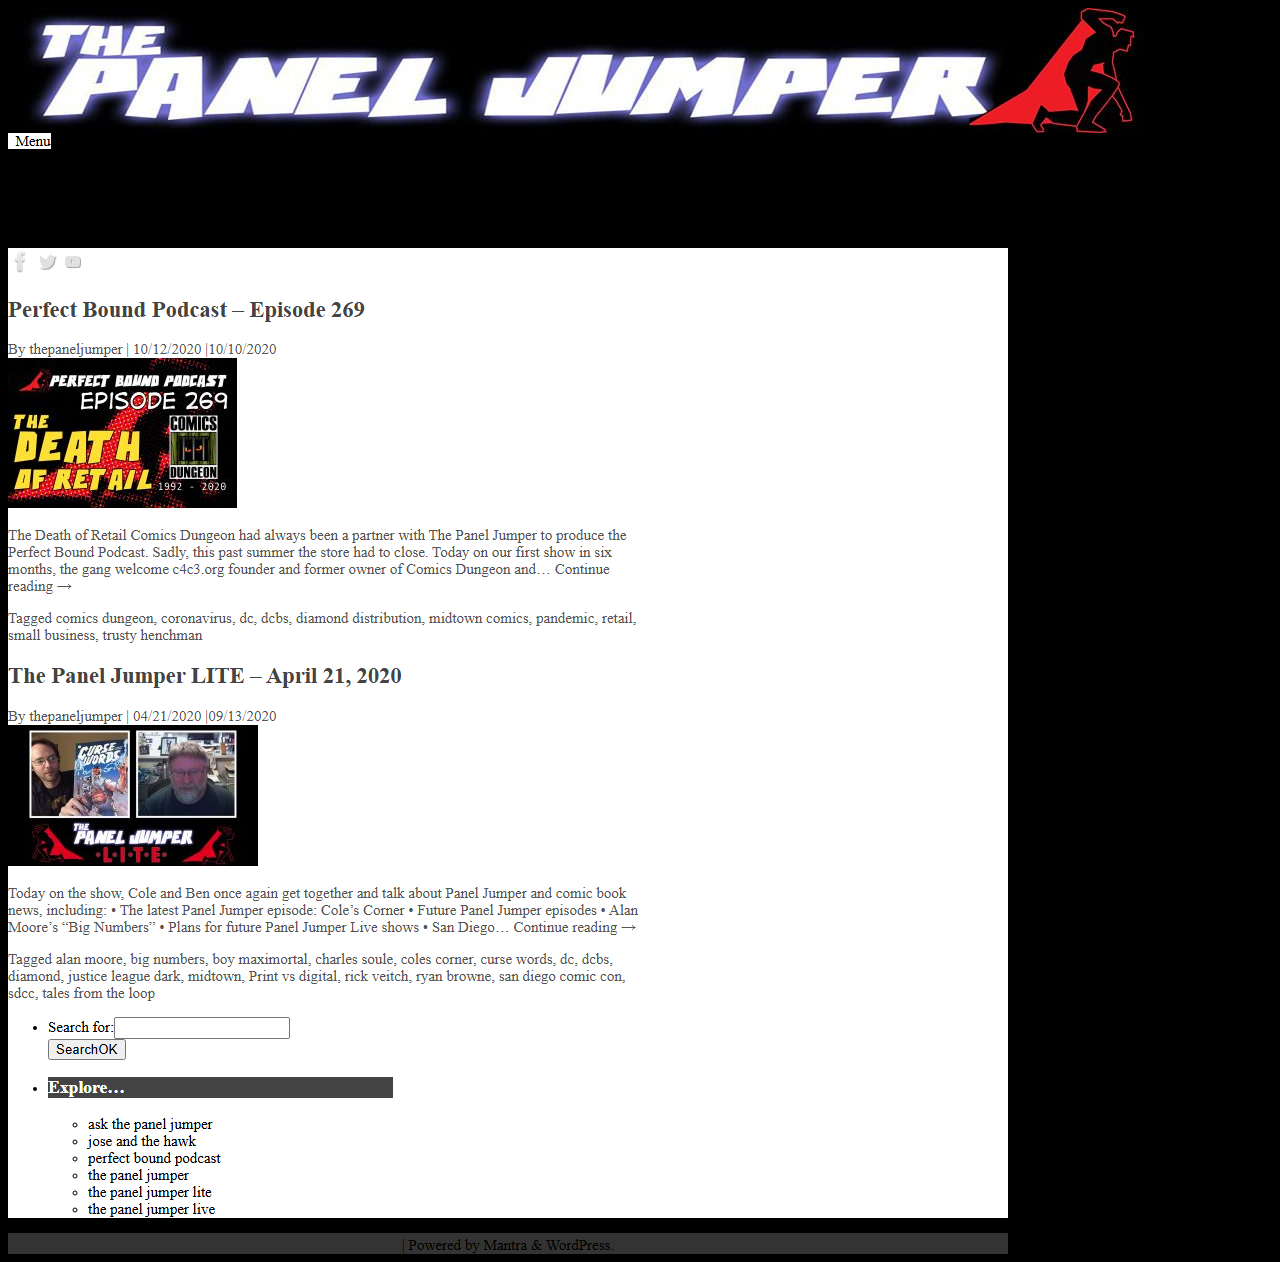 THE
PANEL JUMPER
Menu
Perfect Bound Podcast – Episode 269
By thepaneljumper | 10/12/2020 |10/10/2020
PERFECT BOUND PODCAST
EPISODE 269
THE
DEATH
OF RETAIL
COMICS
DUNGEON
1992 - 2020
The Death of Retail Comics Dungeon had always been a partner with The Panel Jumper to produce the
Perfect Bound Podcast. Sadly, this past summer the store had to close. Today on our first show in six
months, the gang welcome c4c3.org founder and former owner of Comics Dungeon and… Continue
reading →
Tagged comics dungeon, coronavirus, dc, dcbs, diamond distribution, midtown comics, pandemic, retail,
small business, trusty henchman
The Panel Jumper LITE – April 21, 2020
By thepaneljumper | 04/21/2020 |09/13/2020
CURSE
WORDS
THE
PANEL JUMPER
L·I·T·E
Today on the show, Cole and Ben once again get together and talk about Panel Jumper and comic book
news, including: • The latest Panel Jumper episode: Cole’s Corner • Future Panel Jumper episodes • Alan
Moore’s “Big Numbers” • Plans for future Panel Jumper Live shows • San Diego… Continue reading →
Tagged alan moore, big numbers, boy maximortal, charles soule, coles corner, curse words, dc, dcbs,
diamond, justice league dark, midtown, Print vs digital, rick veitch, ryan browne, san diego comic con,
sdcc, tales from the loop
Search for:
SearchOK
Explore…
ask the panel jumper
jose and the hawk
perfect bound podcast
the panel jumper
the panel jumper lite
the panel jumper live
| Powered by Mantra & WordPress.